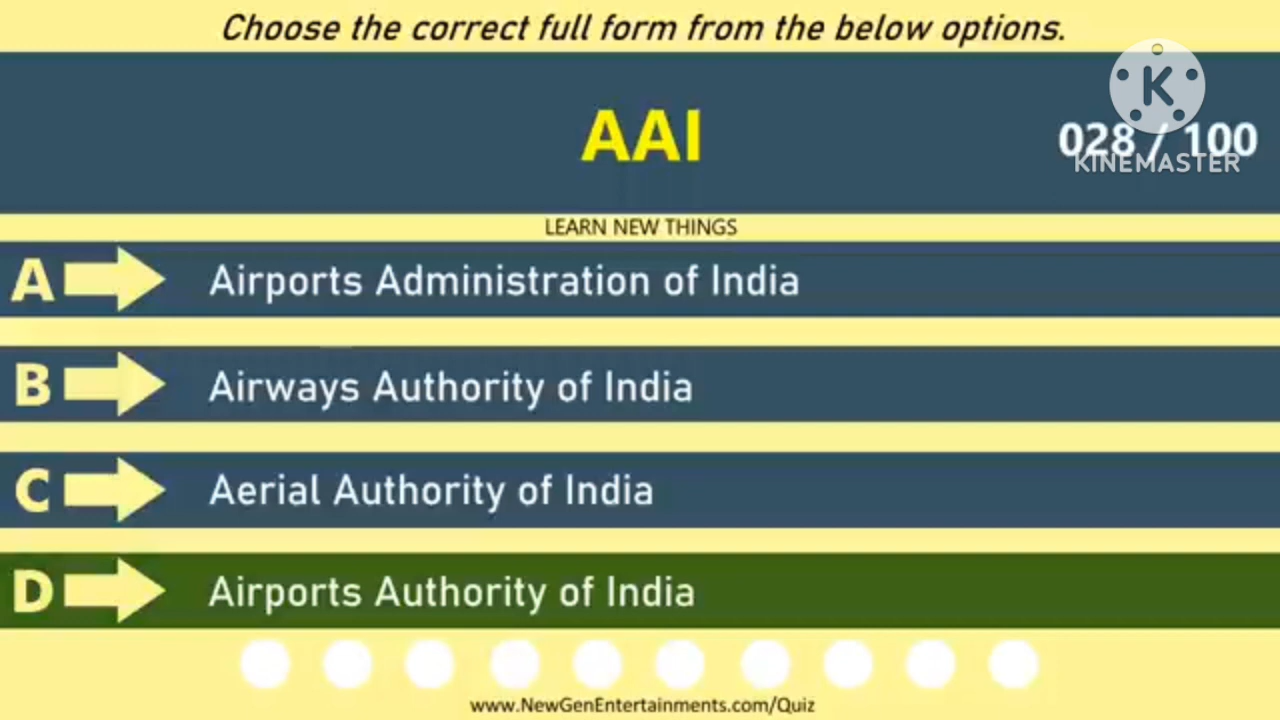 Choose the correct full form from the below options.
AAI
K
028 / 100
KINEMASTER
LEARN NEW THINGS
A Airports Administration of India
B Airways Authority of India
C Aerial Authority of India
D Airports Authority of India
www.NewGenEntertainments.com/Quiz